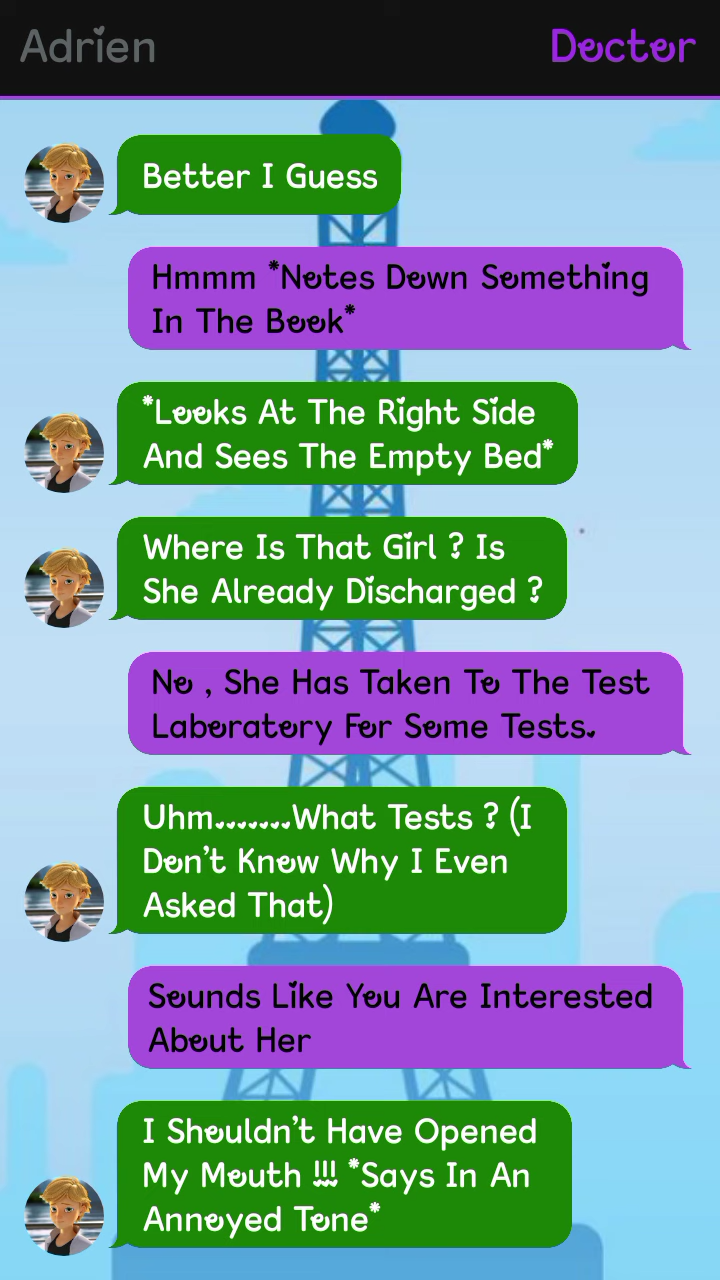 Adrien
Docter
Better I Guess
Hmmm *Notes Down Something
In The Book*
*Looks At The Right Side
And Sees The Empty Bed*
Where Is That Girl ? Is
She Already Discharged ?
No , She Has Taken To The Test
Laboratory For Some Tests.
Uhm.......What Tests ? (I
Don't Know Why I Even
Asked That)
Sounds Like You Are Interested
About Her
I Shouldn't Have Opened
My Mouth !!! *Says In An
Annoyed Tone*